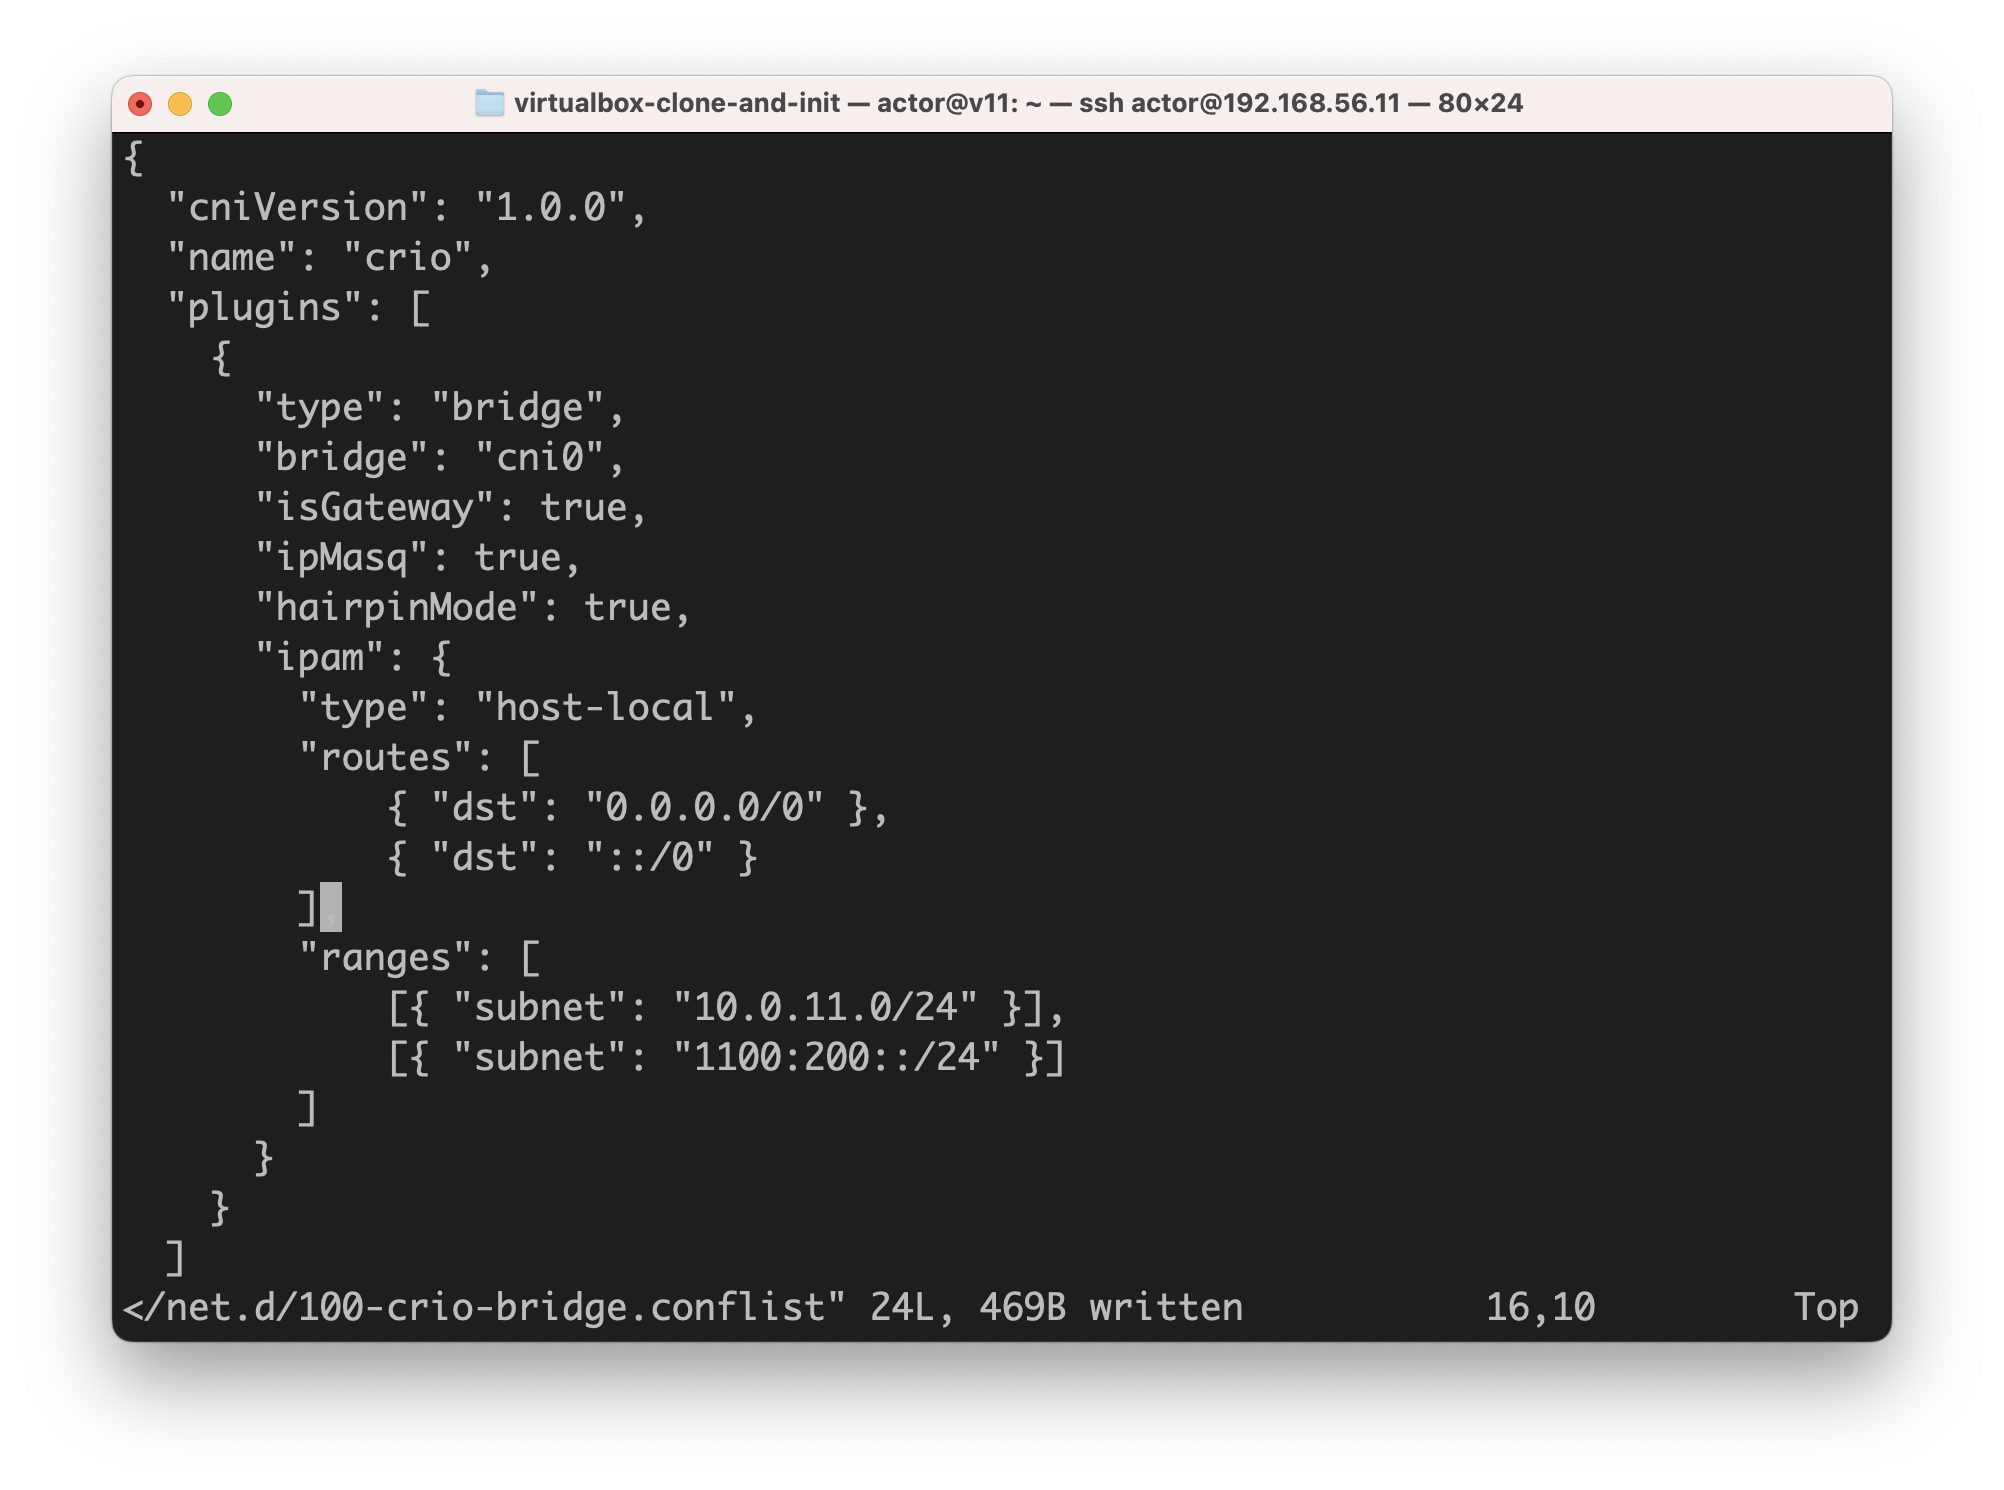 virtualbox-clone-and-init — actor@v11: ~ — ssh actor@192.168.56.11 — 80×24
{
  "cniVersion": "1.0.0",
  "name": "crio",
  "plugins": [
    {
      "type": "bridge",
      "bridge": "cni0",
      "isGateway": true,
      "ipMasq": true,
      "hairpinMode": true,
      "ipam": {
        "type": "host-local",
        "routes": [
            { "dst": "0.0.0.0/0" },
            { "dst": "::/0" }
        ],
        "ranges": [
            [{ "subnet": "10.0.11.0/24" }],
            [{ "subnet": "1100:200::/24" }]
        ]
      }
    }
  ]
</net.d/100-crio-bridge.conflist" 24L, 469B written 16,10 Top